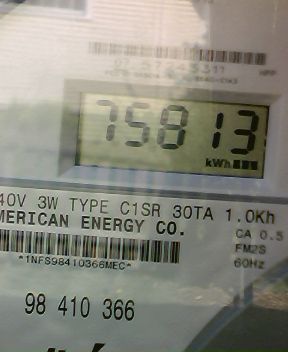 75813
kWh
40V 3W TYPE C1SR 30TA 1.0Kh
MERICAN ENERGY CO.
CA 0.5
*1NFS98410366MEC*
FM2S
60Hz
98 410 366